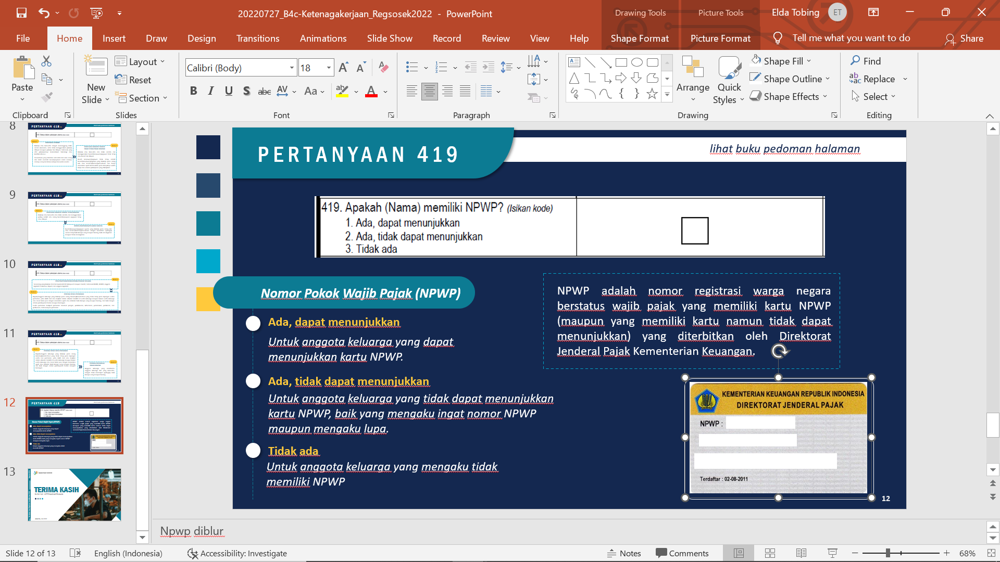 20220727_B4c-Ketenagakerjaan_Regsosek2022 - PowerPoint
Drawing Tools
Picture Tools
Elda Tobing
ET
File
Home
Insert
Draw
Design
Transitions
Animations
Slide Show
Record
Review
View
Help
Shape Format
Picture Format
Tell me what you want to do
Share
Paste
New
Slide
Layout
Reset
Section
Calibri (Body)
18
Arrange
Quick
Styles
Shape Fill
Shape Outline
Shape Effects
Find
Replace
Select
Clipboard
Slides
Font
Paragraph
Drawing
Editing
8
PERTANYAAN 418
9
PERTANYAAN 418
10
PERTANYAAN 418
11
PERTANYAAN 418
12
PERTANYAAN 419
13
TERIMA KASIH
PERTANYAAN 419
lihat buku pedoman halaman
419. Apakah (Nama) memiliki NPWP? (Isikan kode)
1. Ada, dapat menunjukkan
2. Ada, tidak dapat menunjukkan
3. Tidak ada
Nomor Pokok Wajib Pajak (NPWP)
Ada, dapat menunjukkan
Untuk anggota keluarga yang dapat
menunjukkan kartu NPWP.
Ada, tidak dapat menunjukkan
Untuk anggota keluarga yang tidak dapat menunjukkan
kartu NPWP, baik yang mengaku ingat nomor NPWP
maupun mengaku lupa.
Tidak ada
Untuk anggota keluarga yang mengaku tidak
memiliki NPWP
NPWP adalah nomor registrasi warga negara
berstatus wajib pajak yang memiliki kartu NPWP
(maupun yang memiliki kartu namun tidak dapat
menunjukkan) yang diterbitkan oleh Direktorat
Jenderal Pajak Kementerian Keuangan.
KEMENTERIAN KEUANGAN REPUBLIK INDONESIA
DIREKTORAT JENDERAL PAJAK
NPWP :
Terdaftar : 02-08-2011
12
Npwp diblur
Slide 12 of 13
English (Indonesia)
Accessibility: Investigate
Notes
Comments
68%